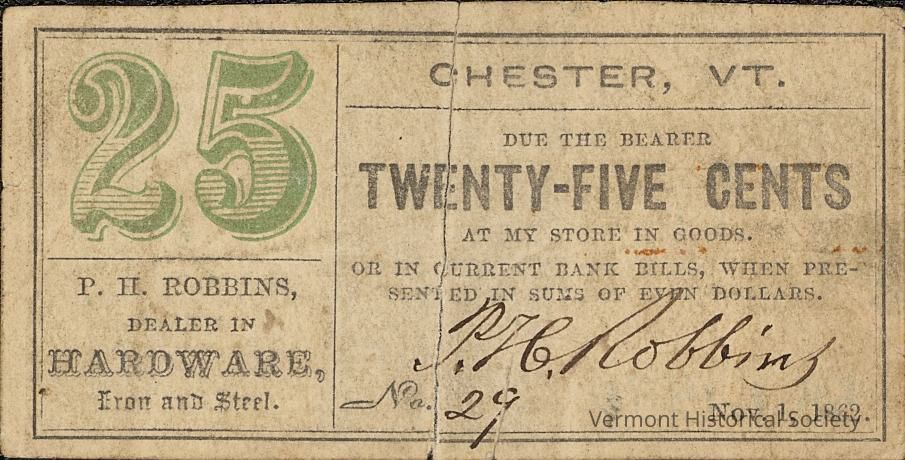 25
P. H. ROBBINS,
DEALER IN
HARDWARE,
Iron and Steel.
CHESTER, VT.
DUE THE BEARER
TWENTY-FIVE CENTS
AT MY STORE IN GOODS.
OR IN CURRENT BANK BILLS, WHEN PRE-
SENTED IN SUMS OF EVEN DOLLARS.
P. H. Robbins
No. 29
Nov. 1, 1862.
Vermont Historical Society